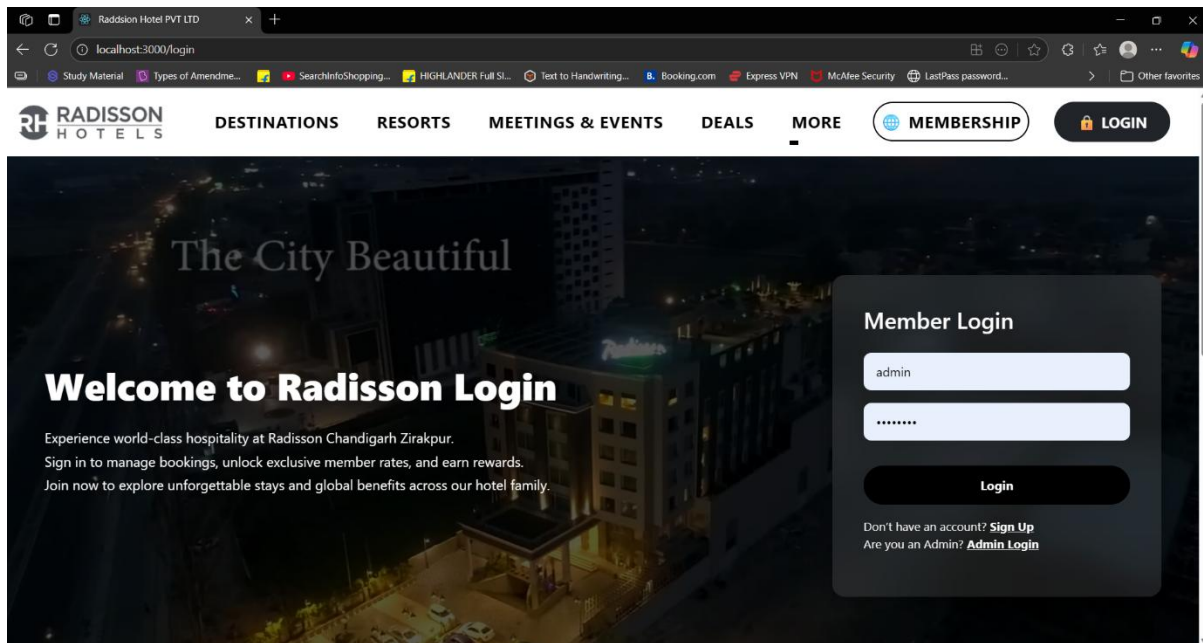 Raddsion Hotel PVT LTD
localhost:3000/login
Study Material Types of Amendme... SearchInfoShopping... HIGHLANDER Full Sl... Text to Handwriting... B. Booking.com Express VPN McAfee Security LastPass password... Other favorites
RH RADISSON HOTELS DESTINATIONS RESORTS MEETINGS & EVENTS DEALS MORE MEMBERSHIP LOGIN
The City Beautiful
Radisson
Welcome to Radisson Login
Experience world-class hospitality at Radisson Chandigarh Zirakpur.
Sign in to manage bookings, unlock exclusive member rates, and earn rewards.
Join now to explore unforgettable stays and global benefits across our hotel family.
Member Login
admin
••••••••
Login
Don't have an account? Sign Up
Are you an Admin? Admin Login